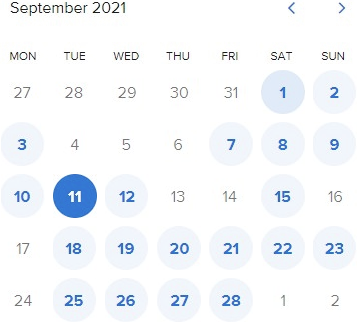 September 2021
MON TUE WED THU FRI SAT SUN
27 28 29 30 31 1 2
3 4 5 6 7 8 9
10 11 12 13 14 15 16
17 18 19 20 21 22 23
24 25 26 27 28 1 2